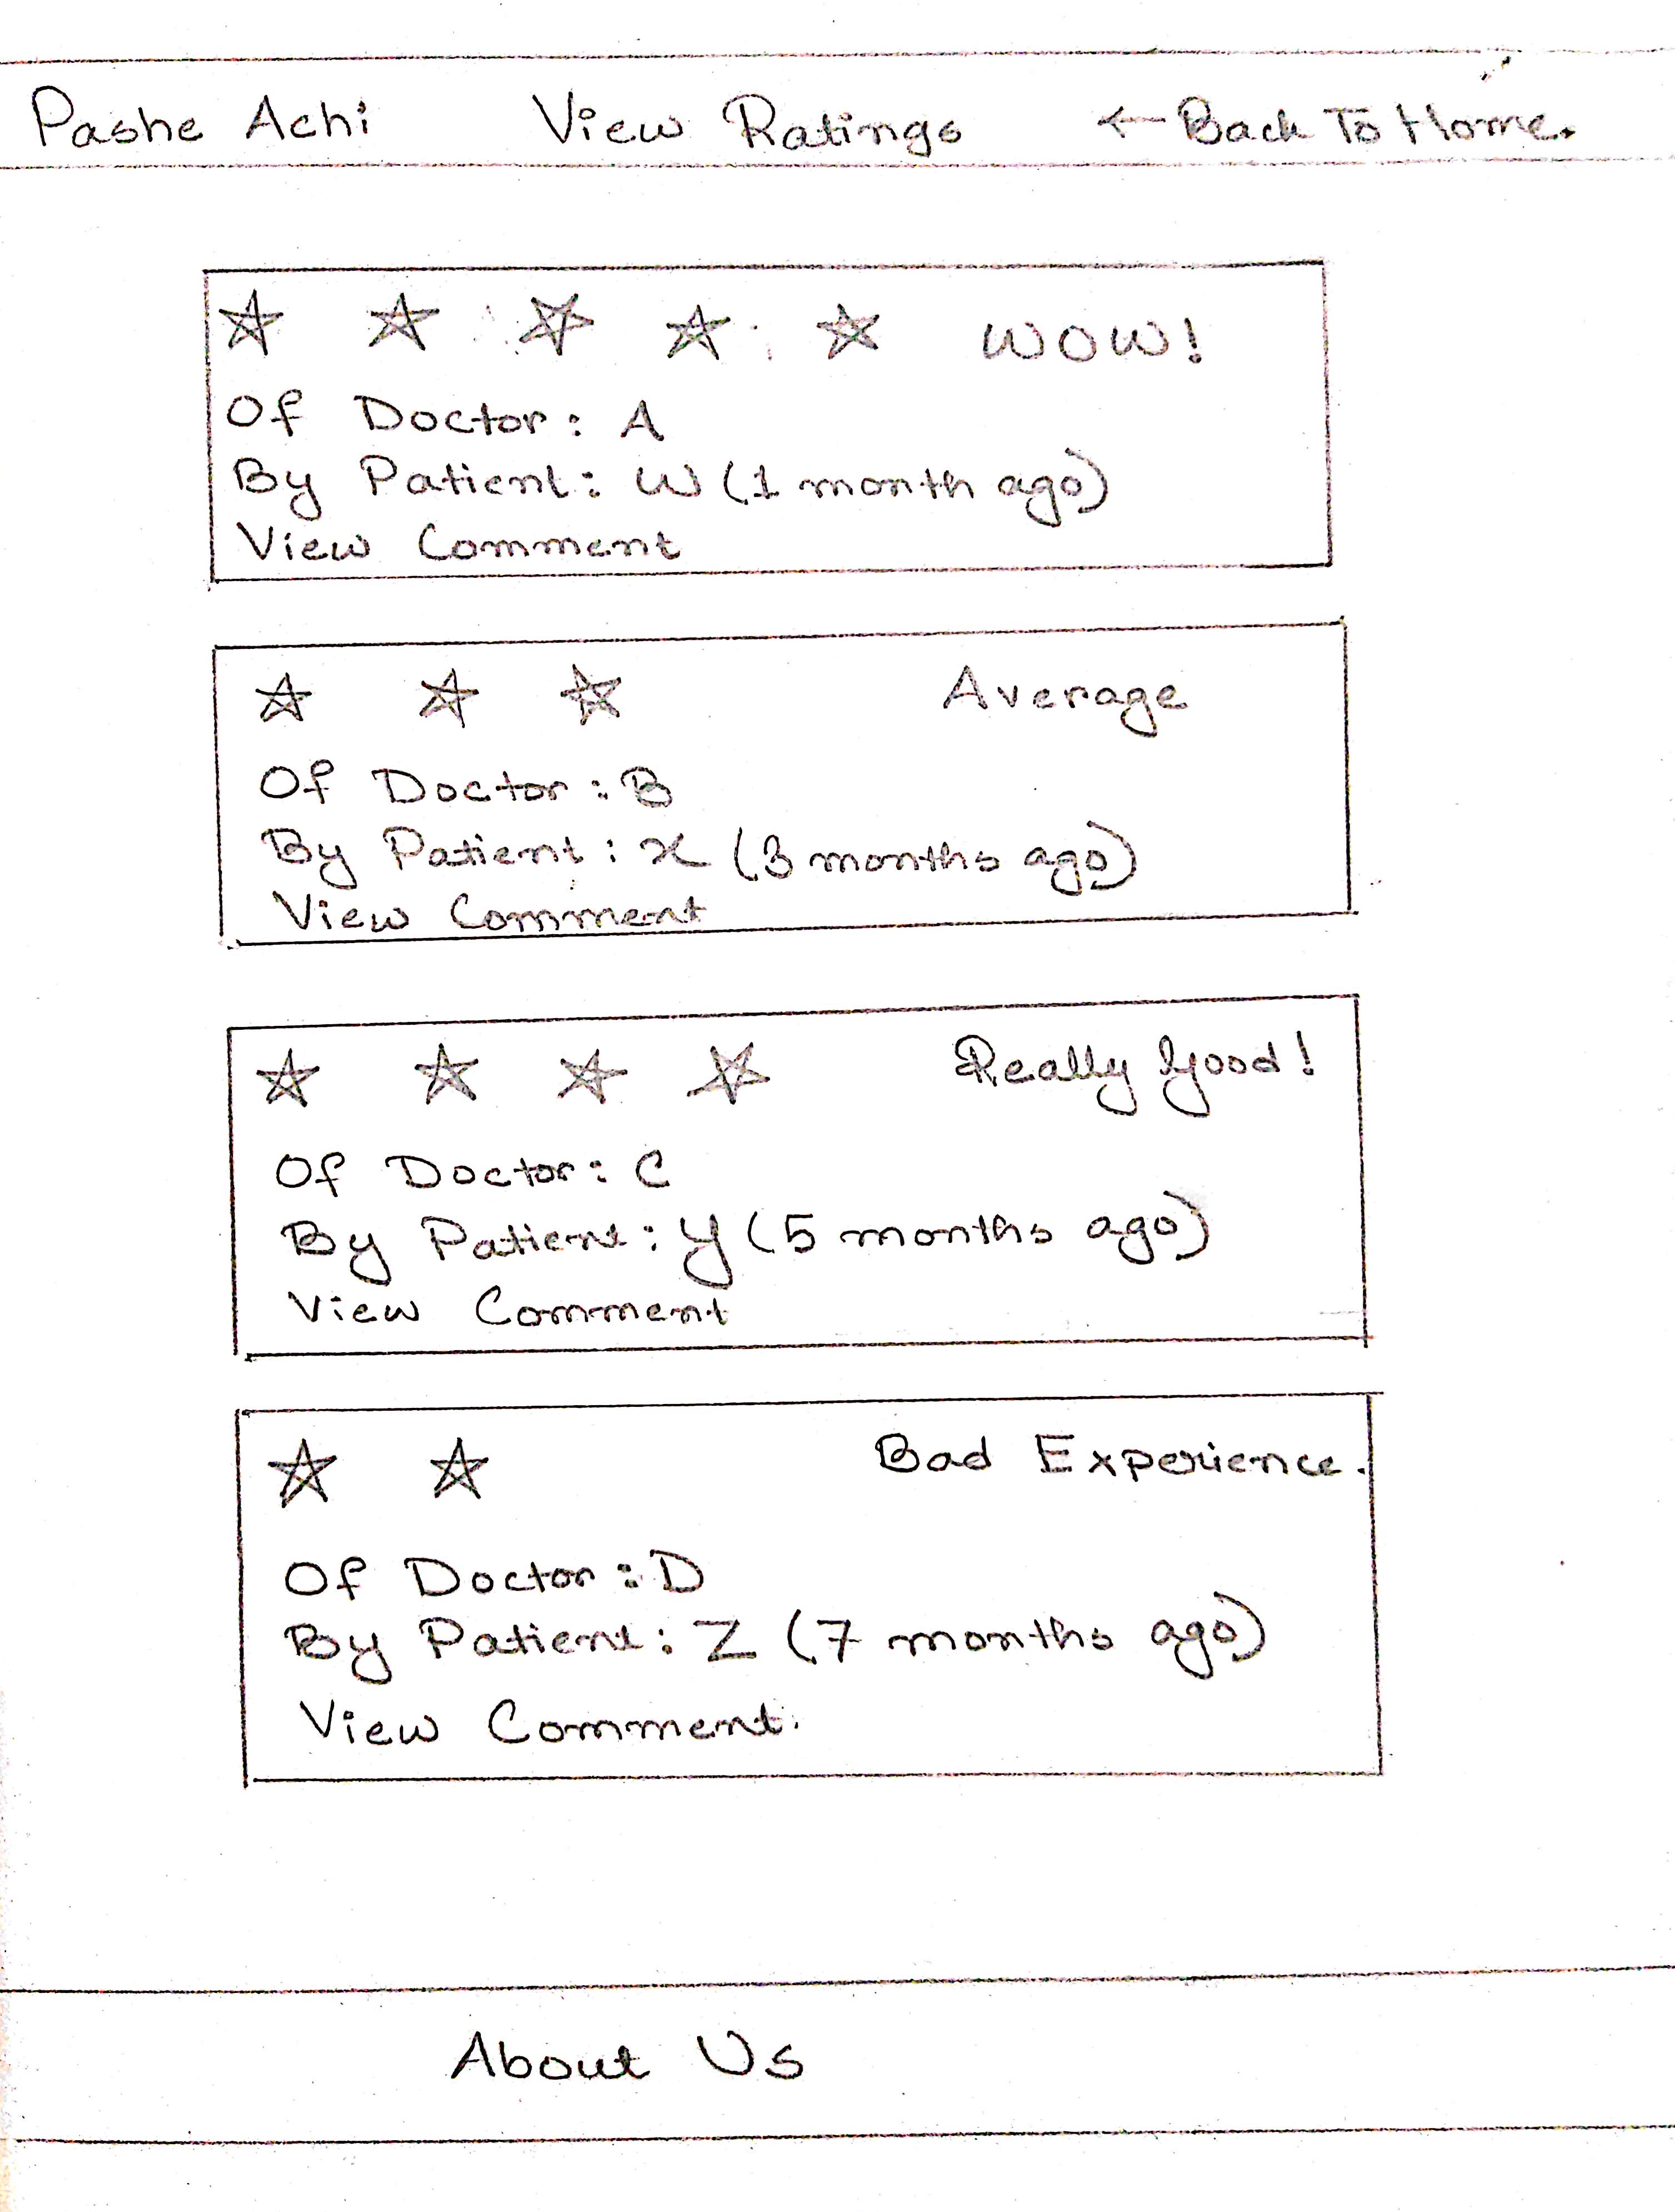 Pashe Achi View Ratings ← Back To Home.
WOW!
Of Doctor: A
By Patient: W (1 month ago)
View Comment
Average
Of Doctor: B
By Patient: X (3 months ago)
View Comment
Really Good!
Of Doctor: C
By Patient: Y (5 months ago)
View Comment
Bad Experience.
Of Doctor: D
By Patient: Z (7 months ago)
View Comment.
About Us